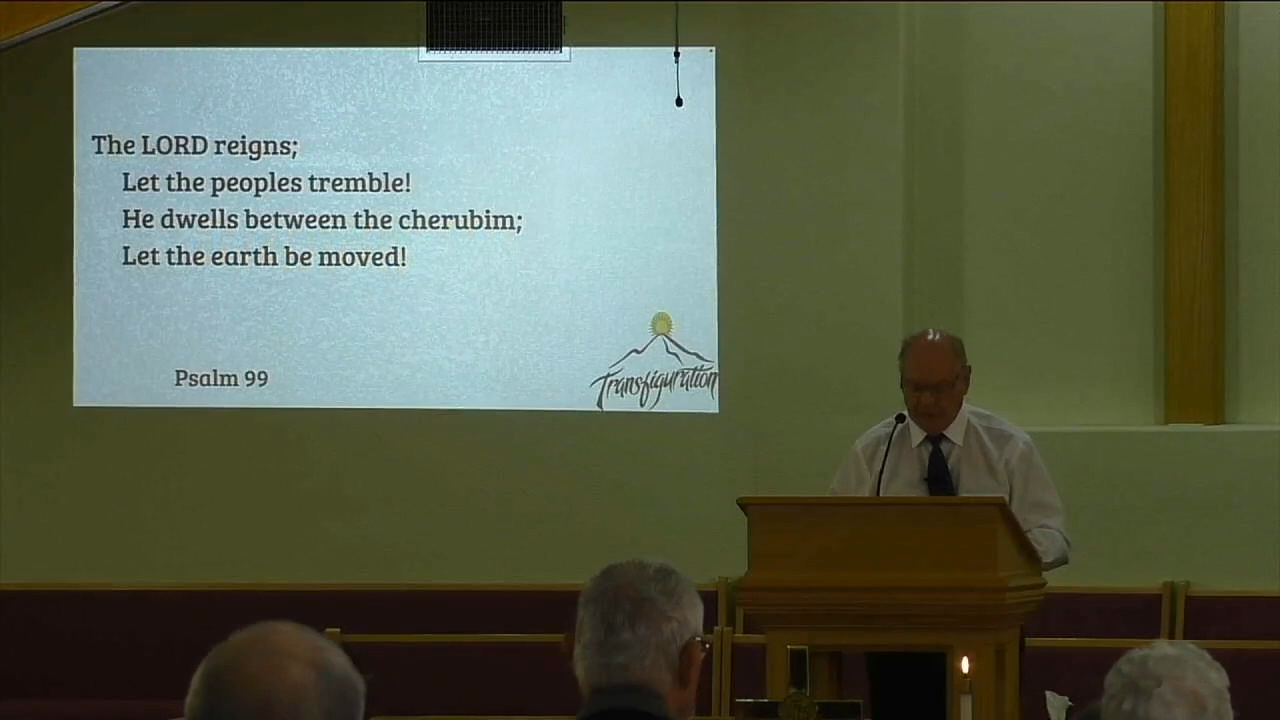 The LORD reigns;
Let the peoples tremble!
He dwells between the cherubim;
Let the earth be moved!
Psalm 99
Transfiguration